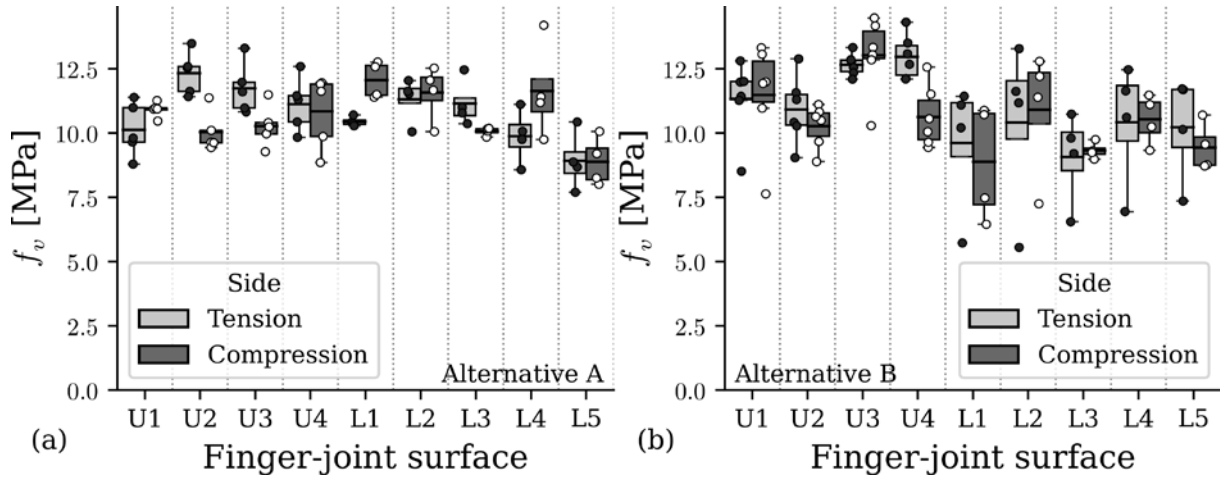 f_v [MPa]
12.5
10.0
7.5
5.0
2.5
0.0
Side
Tension
Compression
Alternative A
U1 U2 U3 U4 L1 L2 L3 L4 L5
(a)
Finger-joint surface
f_v [MPa]
12.5
10.0
7.5
5.0
2.5
0.0
Side
Tension
Compression
Alternative B
U1 U2 U3 U4 L1 L2 L3 L4 L5
(b)
Finger-joint surface